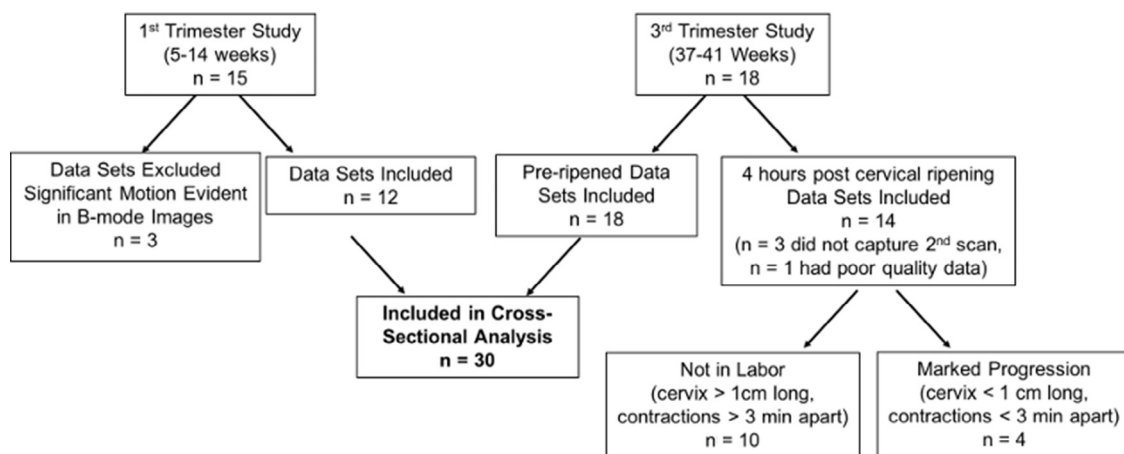 1st Trimester Study
(5-14 weeks)
n = 15
3rd Trimester Study
(37-41 Weeks)
n = 18
Data Sets Excluded
Significant Motion Evident
in B-mode Images
n = 3
Data Sets Included
n = 12
Pre-ripened Data
Sets Included
n = 18
4 hours post cervical ripening
Data Sets Included
n = 14
(n = 3 did not capture 2nd scan,
n = 1 had poor quality data)
Included in Cross-
Sectional Analysis
n = 30
Not in Labor
(cervix > 1cm long,
contractions > 3 min apart)
n = 10
Marked Progression
(cervix < 1 cm long,
contractions < 3 min apart)
n = 4